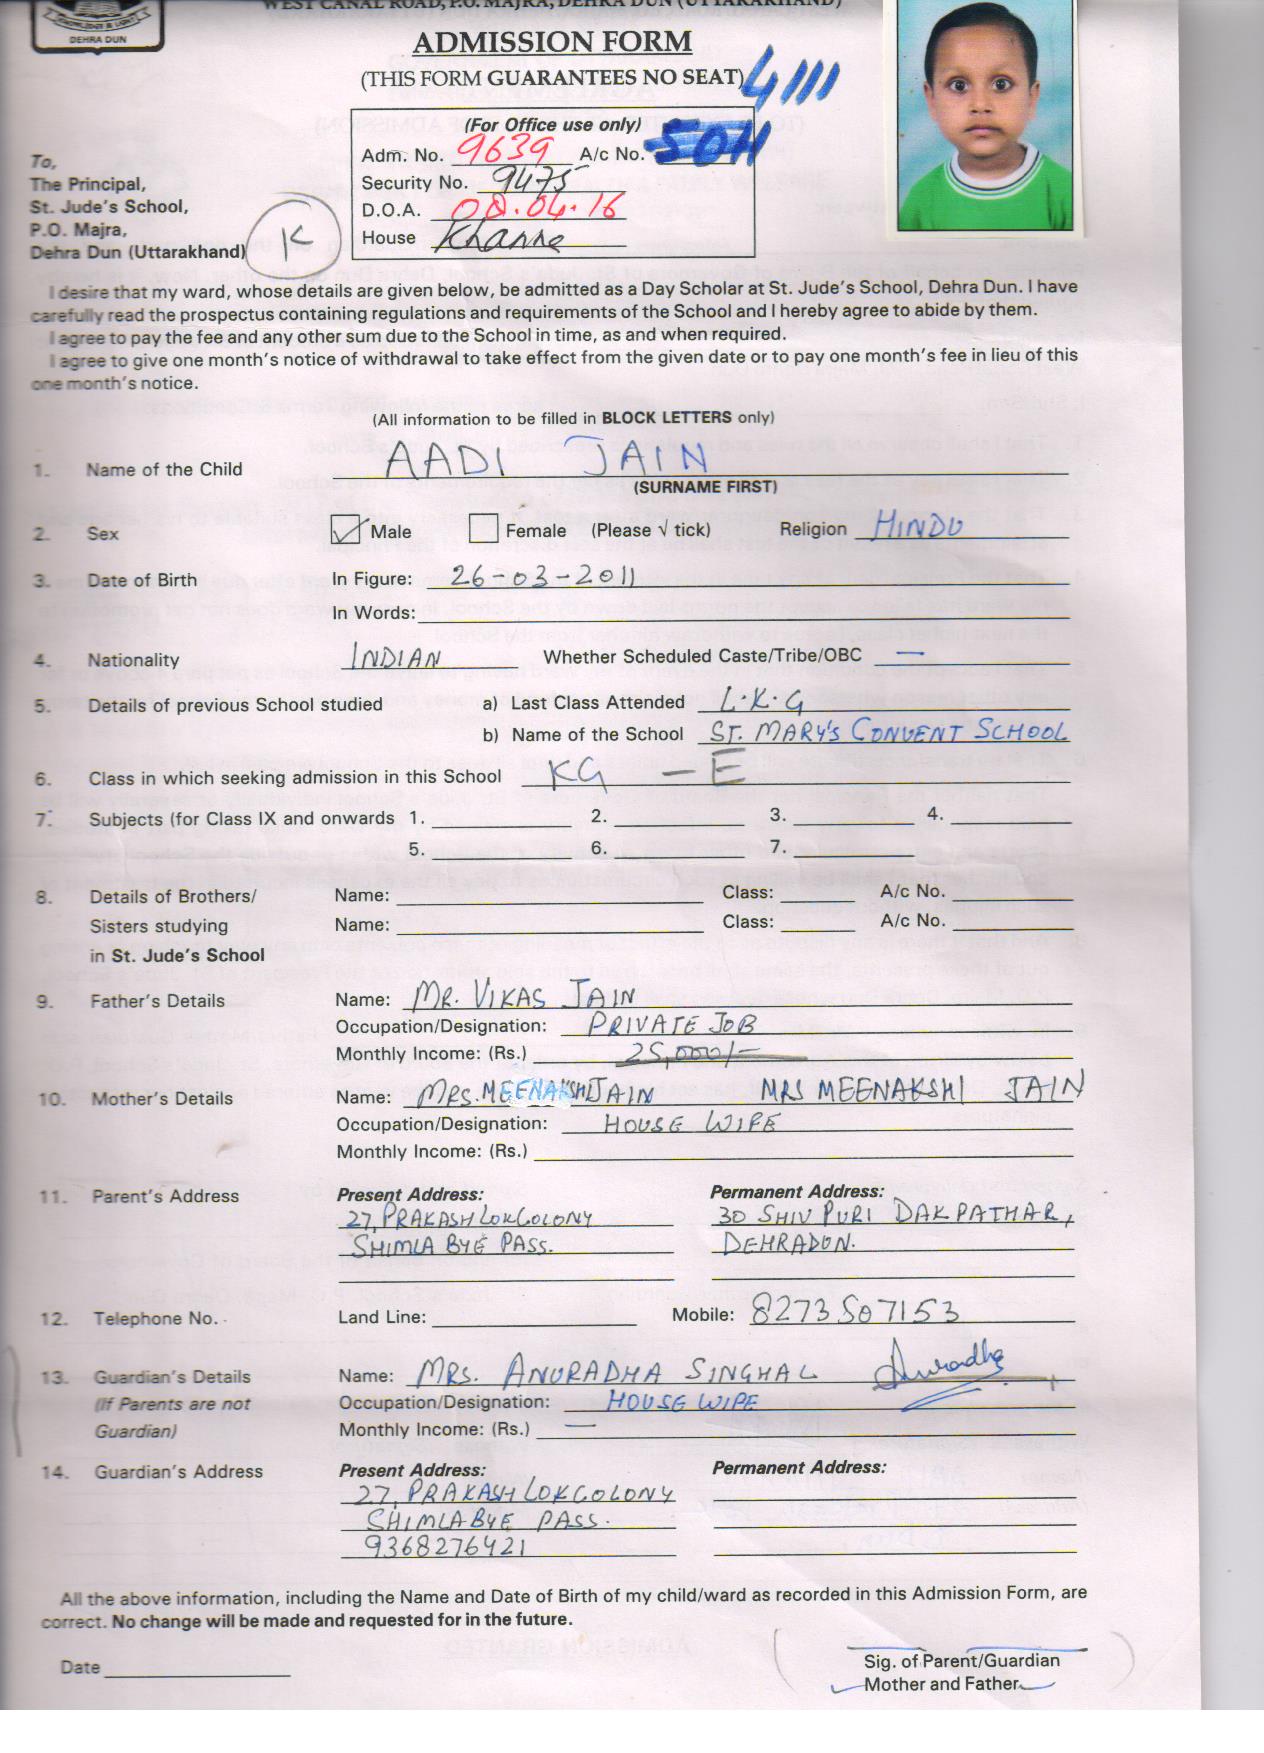 WEST CANAL ROAD, P.O. MAJRA, DEHRA DUN (UTTARAKHAND)
KNOWLEDGE IS LIGHT
DEHRA DUN
ADMISSION FORM
(THIS FORM GUARANTEES NO SEAT)
4111
(For Office use only)
Adm. No. 9639 A/c No. 5011
Security No. 9475
D.O.A. 08.04.16
House Khanna
To,
The Principal,
St. Jude's School,
P.O. Majra,
Dehra Dun (Uttarakhand)
K
I desire that my ward, whose details are given below, be admitted as a Day Scholar at St. Jude's School, Dehra Dun. I have
carefully read the prospectus containing regulations and requirements of the School and I hereby agree to abide by them.
I agree to pay the fee and any other sum due to the School in time, as and when required.
I agree to give one month's notice of withdrawal to take effect from the given date or to pay one month's fee in lieu of this
one month's notice.
(All information to be filled in BLOCK LETTERS only)
1. Name of the Child AADI JAIN
(SURNAME FIRST)
2. Sex Male Female (Please √ tick) Religion HINDU
3. Date of Birth In Figure: 26-03-2011
In Words:
4. Nationality INDIAN Whether Scheduled Caste/Tribe/OBC —
5. Details of previous School studied a) Last Class Attended L.K.G
b) Name of the School ST. MARY'S CONVENT SCHOOL
6. Class in which seeking admission in this School KG - E
7. Subjects (for Class IX and onwards 1. 2. 3. 4.
5. 6. 7.
8. Details of Brothers/ Name: Class: A/c No.
Sisters studying Name: Class: A/c No.
in St. Jude's School
9. Father's Details Name: MR. VIKAS JAIN
Occupation/Designation: PRIVATE JOB
Monthly Income: (Rs.) 25,000/-
10. Mother's Details Name: MRS. MEENAKSHI JAIN MRS MEENAKSHI JAIN
Occupation/Designation: HOUSE WIFE
Monthly Income: (Rs.)
11. Parent's Address Present Address: Permanent Address:
27, PRAKASH LOK COLONY 30 SHIV PURI DAK PATHAR,
SHIMLA BYE PASS. DEHRADUN.
12. Telephone No. Land Line: Mobile: 8273507153
13. Guardian's Details Name: MRS. ANURADHA SINGHAL Anuradha
(If Parents are not Occupation/Designation: HOUSE WIFE
Guardian) Monthly Income: (Rs.) —
14. Guardian's Address Present Address: Permanent Address:
27, PRAKASH LOK COLONY
SHIMLA BYE PASS.
9368276421
All the above information, including the Name and Date of Birth of my child/ward as recorded in this Admission Form, are
correct. No change will be made and requested for in the future.
Date
Sig. of Parent/Guardian
Mother and Father